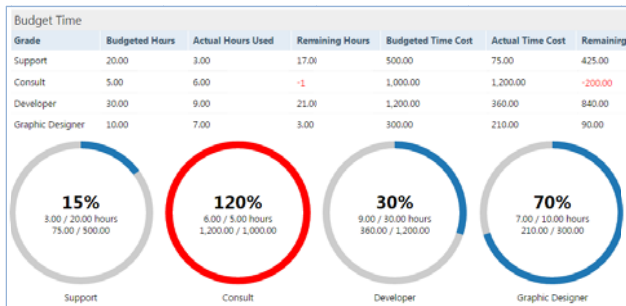 Budget Time
Grade Budgeted Hours Actual Hours Used Remining Hours Budgeted Time Cort Actual Time Cost Remaining
Support 20.00 3.00 17.00 500.00 75.00 425.00
Consult 5.00 6.00 -1 1,000.00 1,200.00 -200.00
Developer 30.00 9.00 21.00 1,200.00 360.00 840.00
Graphic Designer 10.00 7.00 3.00 300.00 210.00 90.00
15% 120% 30% 70%
3.00 / 20.00 hours 6.00 / 5.00 hours 9.00 / 30.00 hours 7.00 / 10.00 hours
75.00 / 500.00 1,200.00 / 1,000.00 360.00 / 1,200.00 210.00 / 300.00
Support Consult Developer Graphic Designer